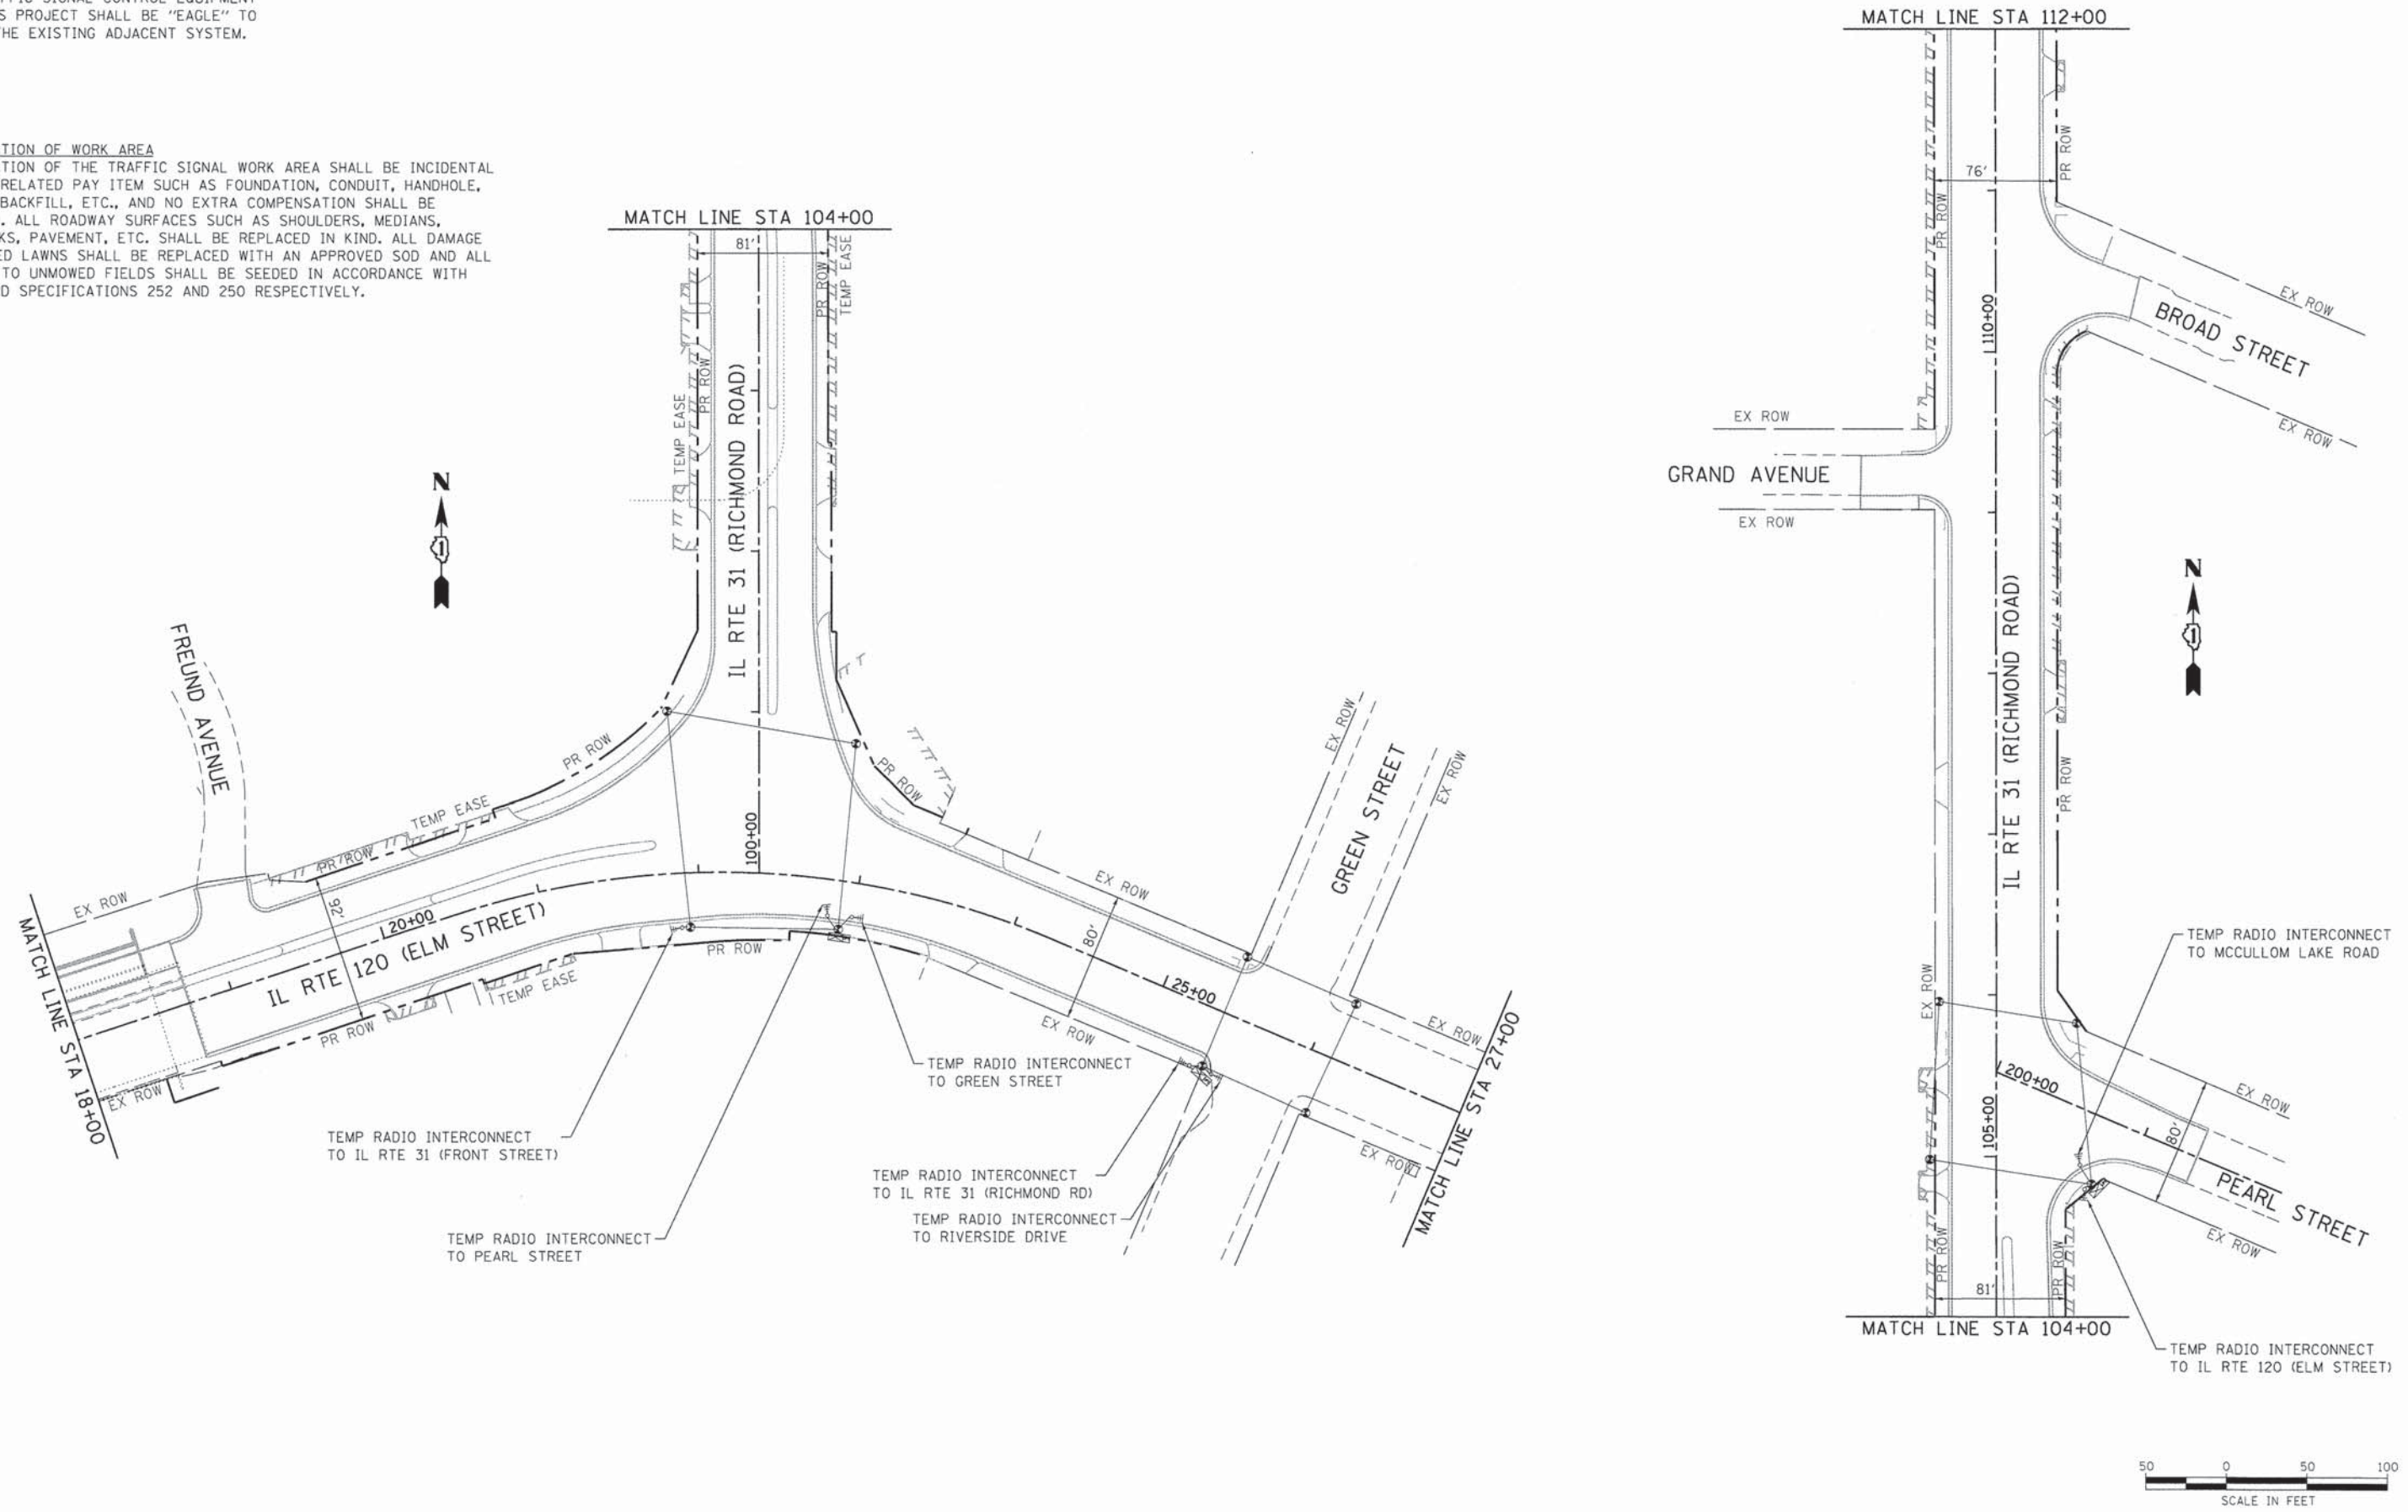 S PROJECT SHALL BE "EAGLE" TO
HE EXISTING ADJACENT SYSTEM.
TION OF WORK AREA
TION OF THE TRAFFIC SIGNAL WORK AREA SHALL BE INCIDENTAL
RELATED PAY ITEM SUCH AS FOUNDATION, CONDUIT, HANDHOLE,
BACKFILL, ETC., AND NO EXTRA COMPENSATION SHALL BE
. ALL ROADWAY SURFACES SUCH AS SHOULDERS, MEDIANS,
KS, PAVEMENT, ETC. SHALL BE REPLACED IN KIND. ALL DAMAGE
ED LAWNS SHALL BE REPLACED WITH AN APPROVED SOD AND ALL
TO UNMOWED FIELDS SHALL BE SEEDED IN ACCORDANCE WITH
D SPECIFICATIONS 252 AND 250 RESPECTIVELY.
MATCH LINE STA 104+00
81'
PR ROW
TEMP EASE
PR ROW
TEMP EASE
IL RTE 31 (RICHMOND ROAD)
N
1
FREUND AVENUE
PR ROW
PR ROW
TEMP EASE
PR ROW
100+00
EX ROW
92'
20+00
IL RTE 120 (ELM STREET)
MATCH LINE STA 18+00
EX ROW
PR ROW
TEMP EASE
PR ROW
EX ROW
80'
25+00
EX ROW
EX ROW
GREEN STREET
EX ROW
EX ROW
EX ROW
MATCH LINE STA 27+00
TEMP RADIO INTERCONNECT
TO GREEN STREET
TEMP RADIO INTERCONNECT
TO IL RTE 31 (FRONT STREET)
TEMP RADIO INTERCONNECT
TO IL RTE 31 (RICHMOND RD)
TEMP RADIO INTERCONNECT
TO RIVERSIDE DRIVE
TEMP RADIO INTERCONNECT
TO PEARL STREET
MATCH LINE STA 112+00
PR ROW
76'
PR ROW
EX ROW
BROAD STREET
EX ROW
110+00
EX ROW
GRAND AVENUE
EX ROW
IL RTE 31 (RICHMOND ROAD)
N
1
PR ROW
TEMP RADIO INTERCONNECT
TO MCCULLOM LAKE ROAD
EX ROW
200+00
EX ROW
105+00
80'
PEARL STREET
EX ROW
PR ROW
PR ROW
81'
MATCH LINE STA 104+00
TEMP RADIO INTERCONNECT
TO IL RTE 120 (ELM STREET)
50 0 50 100
SCALE IN FEET